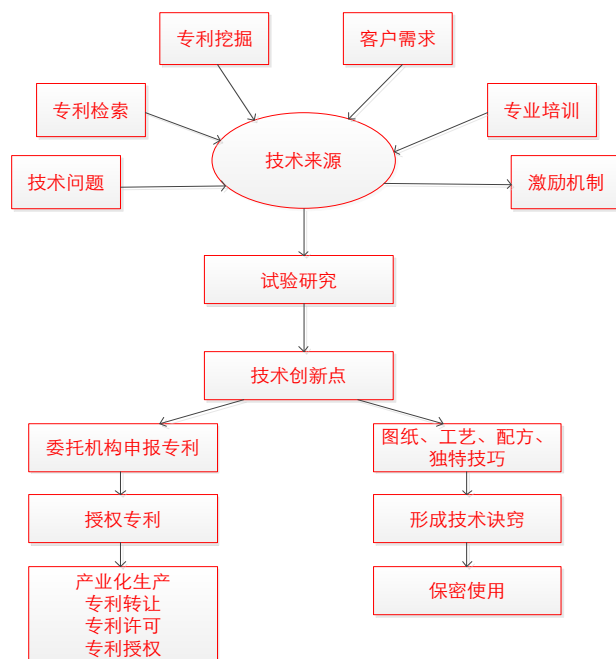 专利挖掘
客户需求
专利检索
专业培训
技术来源
技术问题
激励机制
试验研究
技术创新点
委托机构申报专利
图纸、工艺、配方、
独特技巧
授权专利
形成技术诀窍
产业化生产
专利转让
专利许可
专利授权
保密使用